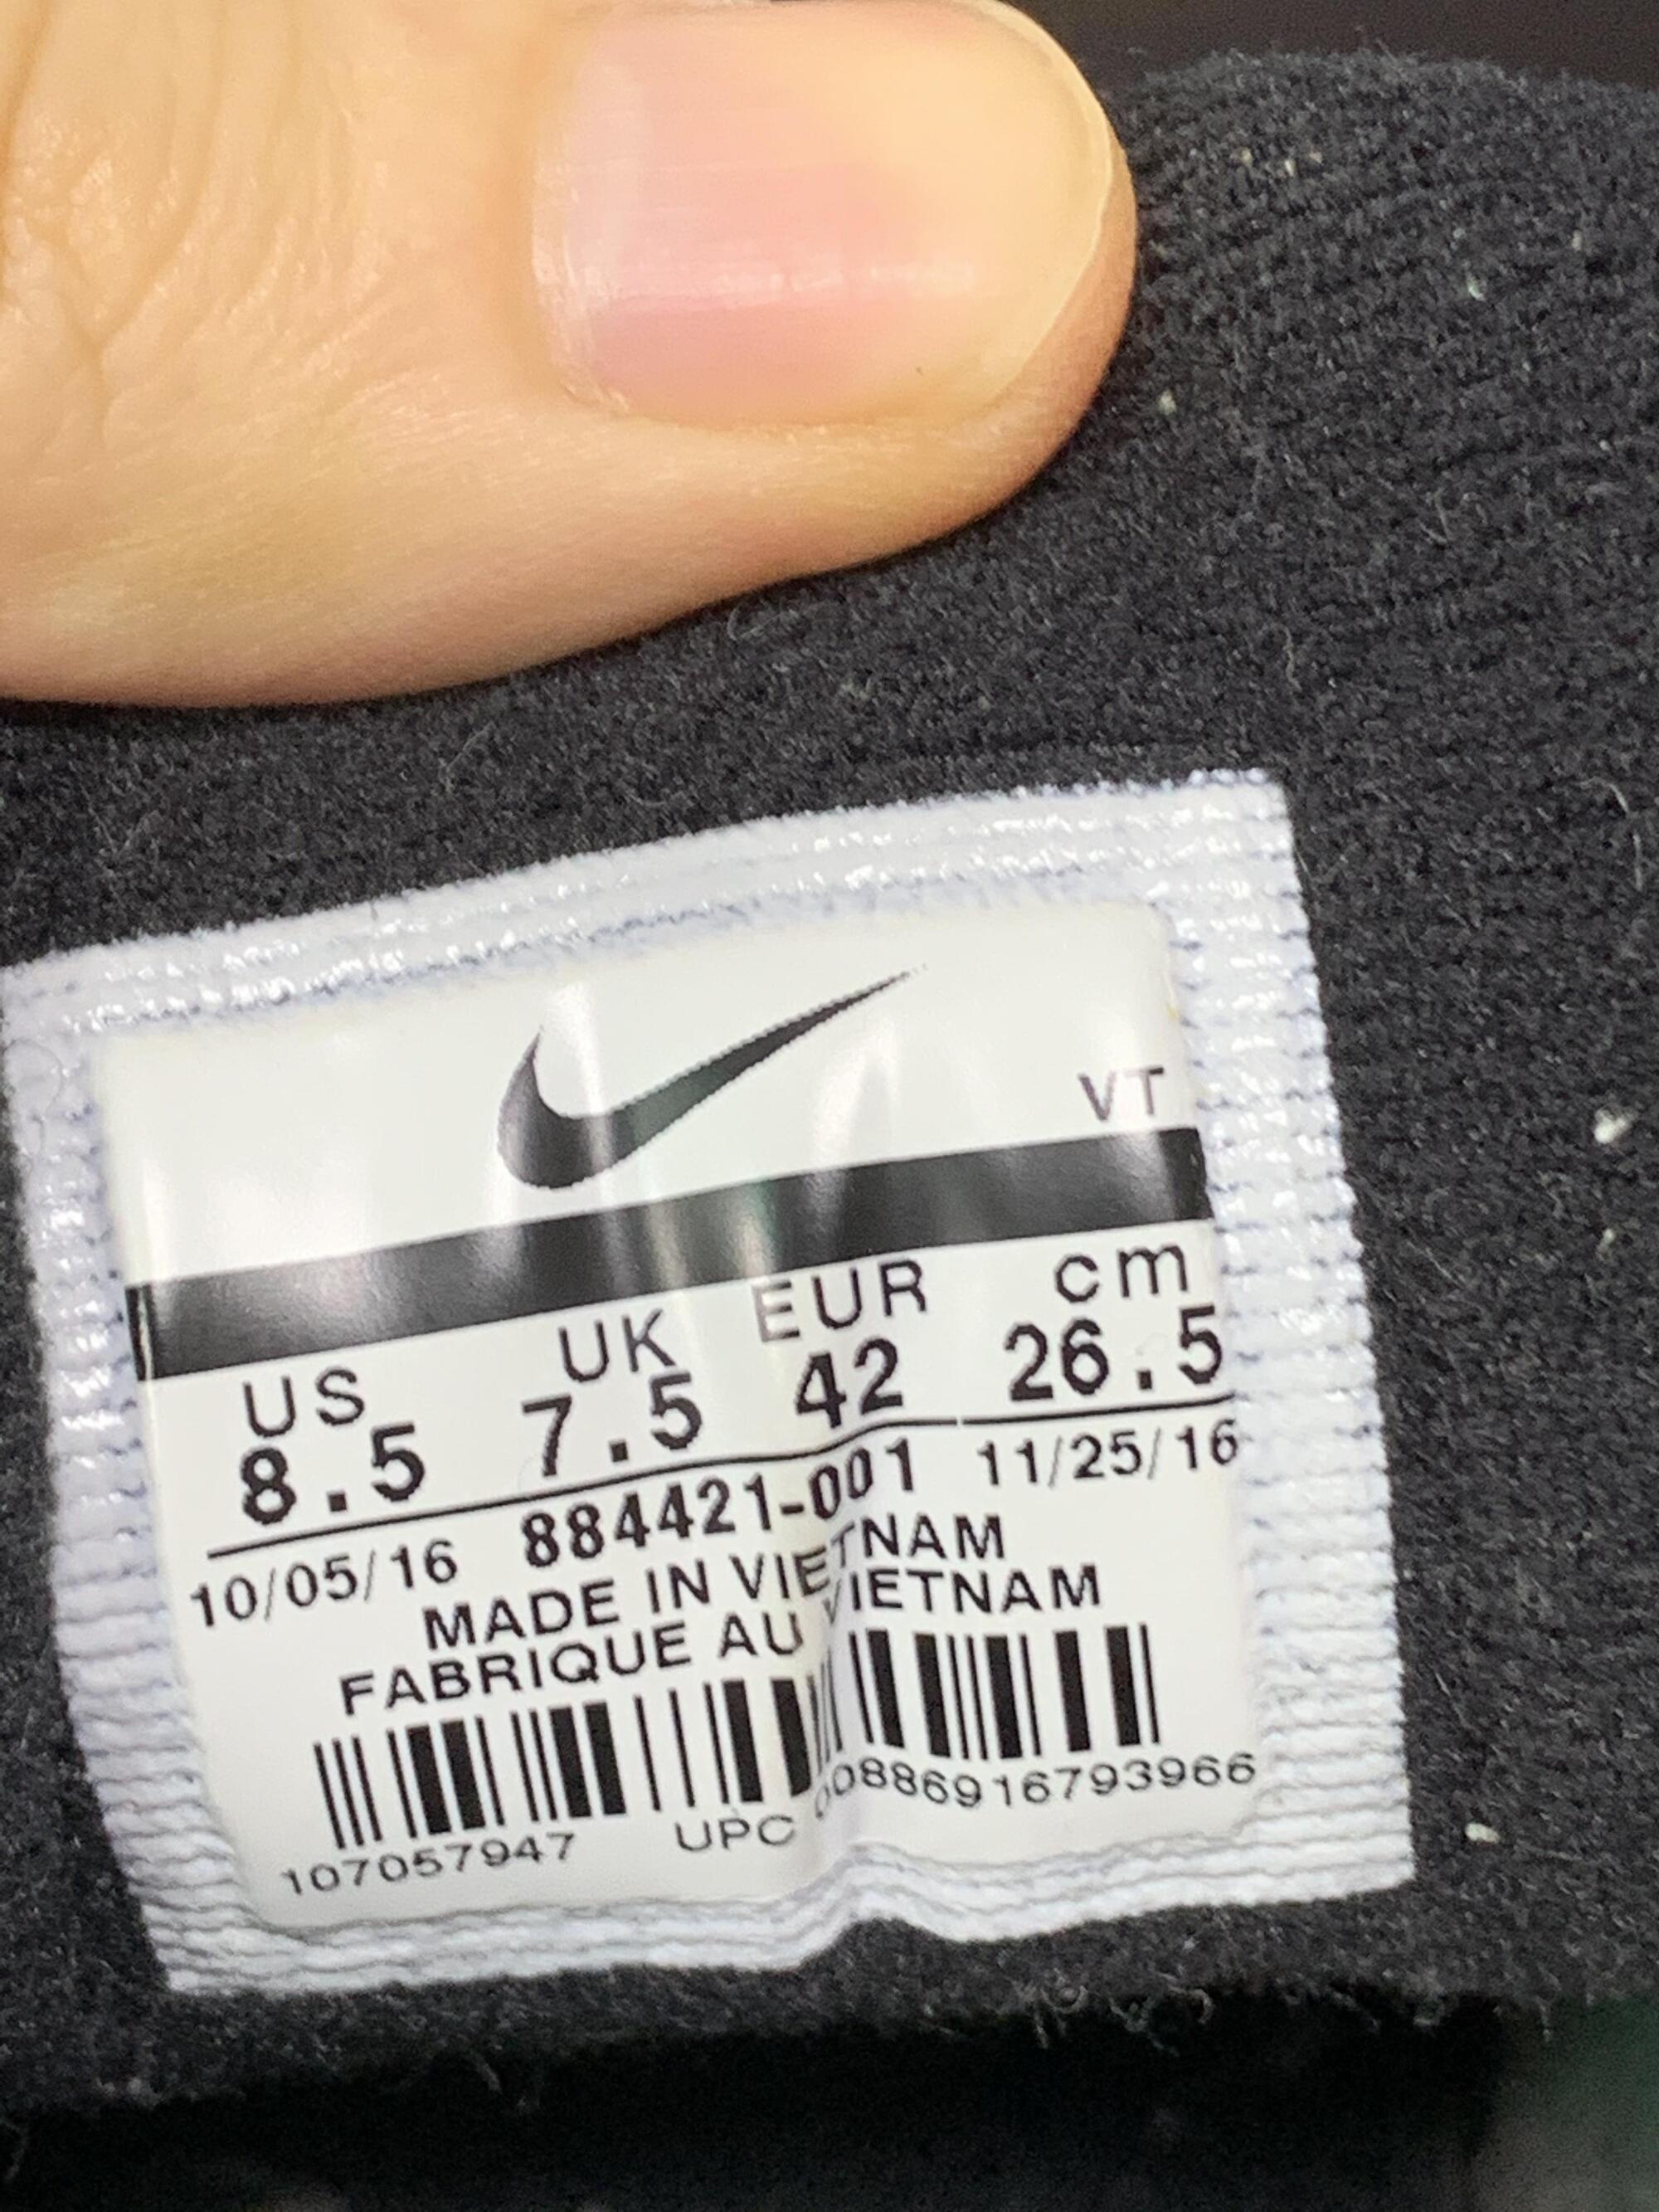 VT
US UK EUR cm
8.5 7.5 42 26.5
10/05/16 884421-001 11/25/16
MADE IN VIETNAM
FABRIQUE AU VIETNAM
107057947 UPC 00886916793966